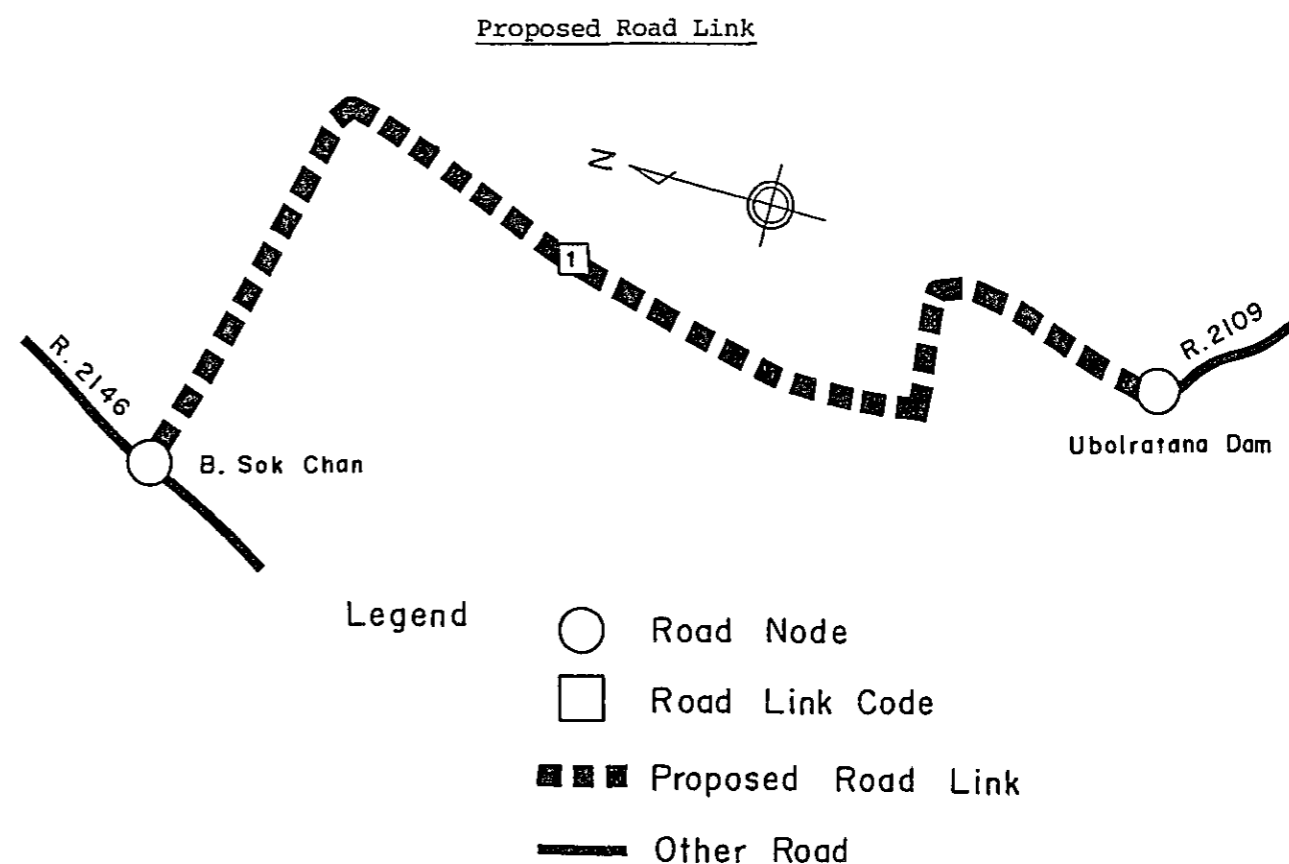 Proposed Road Link
N
1
R. 2146
R. 2109
B. Sok Chan
Ubolratana Dam
Legend
Road Node
Road Link Code
Proposed Road Link
Other Road